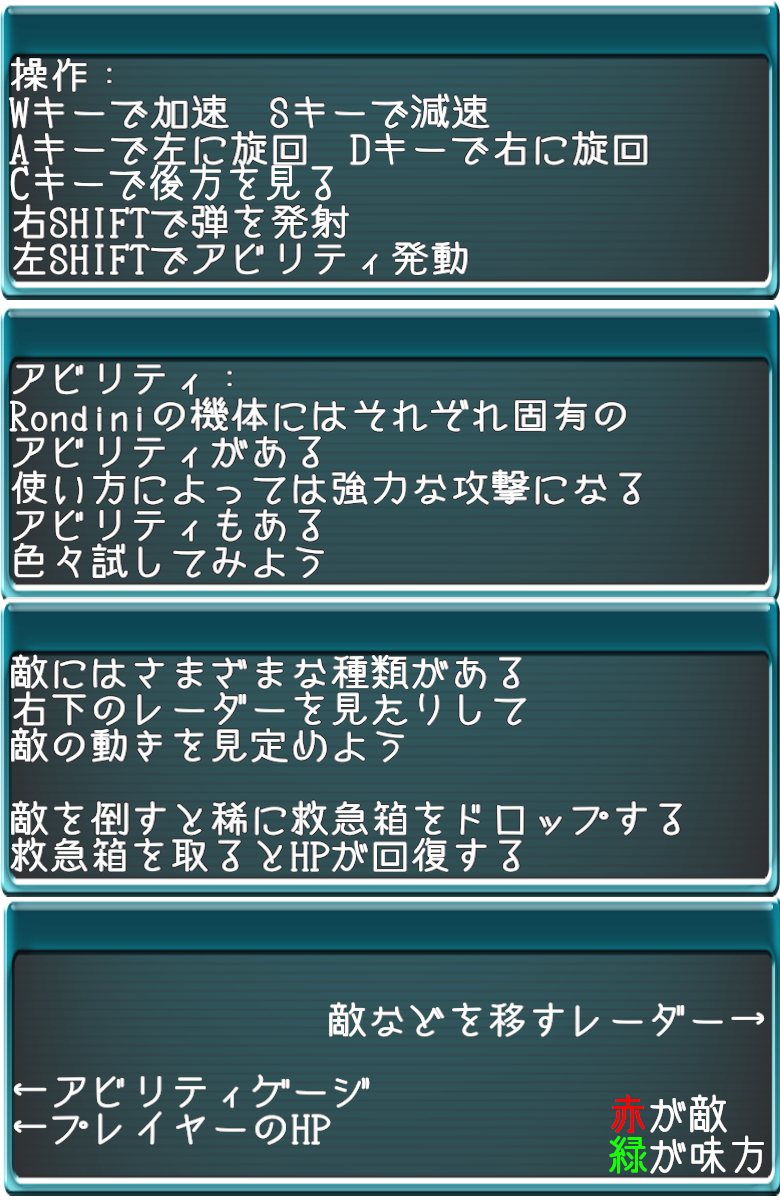 操作：
Wキーで加速　Sキーで減速
Aキーで左に旋回　Dキーで右に旋回
Cキーで後方を見る
右SHIFTで弾を発射
左SHIFTでアビリティ発動
アビリティ：
Rondiniの機体にはそれぞれ固有の
アビリティがある
使い方によっては強力な攻撃になる
アビリティもある
色々試してみよう
敵にはさまざまな種類がある
右下のレーダーを見たりして
敵の動きを見定めよう
敵を倒すと稀に救急箱をドロップする
救急箱を取るとHPが回復する
敵などを移すレーダー→
←アビリティゲージ
←プレイヤーのHP
赤が敵
緑が味方